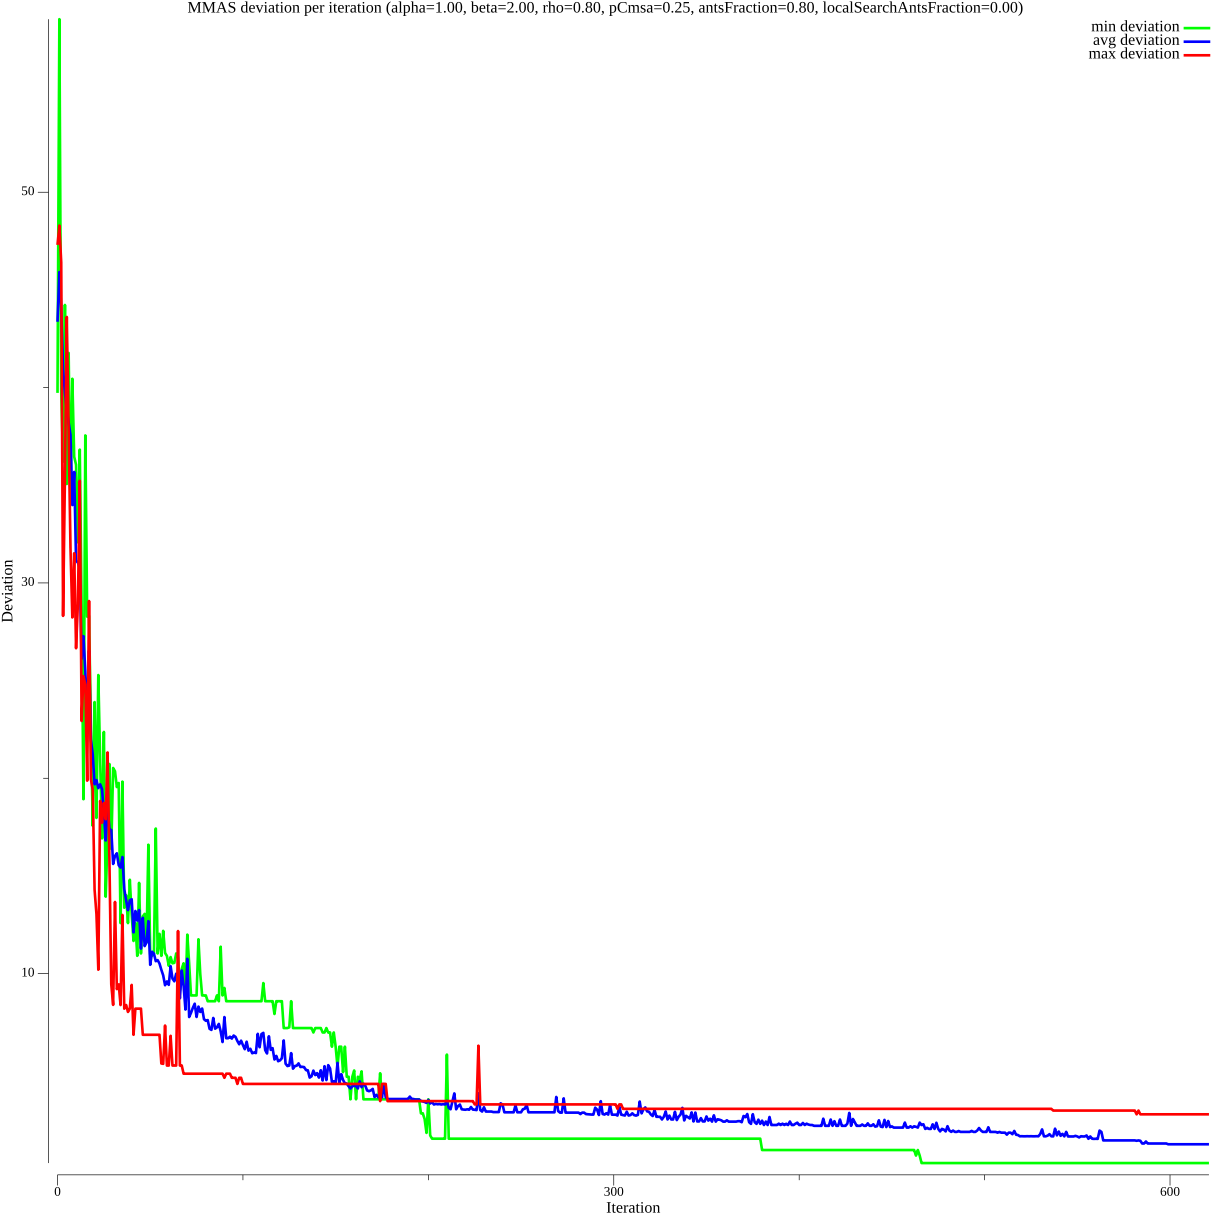 MMAS deviation per iteration (alpha=1.00, beta=2.00, rho=0.80, pCmsa=0.25, antsFraction=0.80, localSearchAntsFraction=0.00)
min deviation
avg deviation
max deviation
50
30
10
Deviation
0
300
600
Iteration